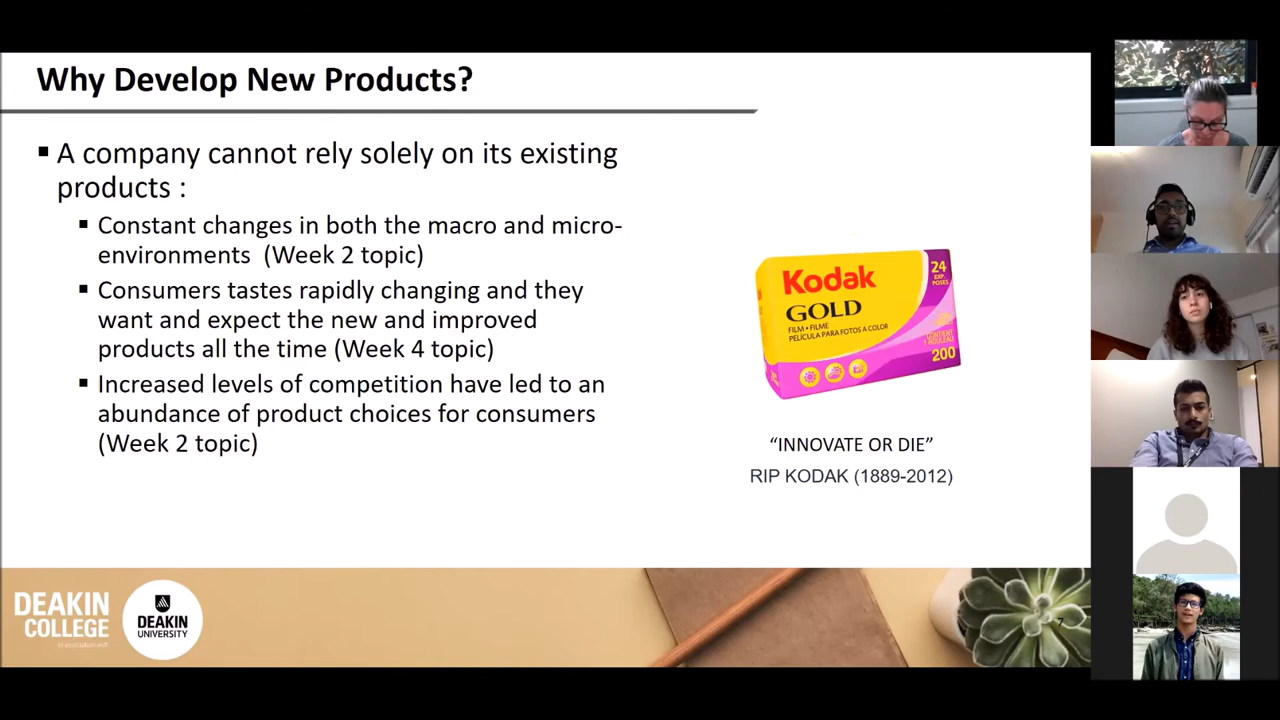 Why Develop New Products?
A company cannot rely solely on its existing
products :
Constant changes in both the macro and micro-
environments (Week 2 topic)
Consumers tastes rapidly changing and they
want and expect the new and improved
products all the time (Week 4 topic)
Increased levels of competition have led to an
abundance of product choices for consumers
(Week 2 topic)
Kodak
GOLD
FILM • FILME
PELÍCULA PARA FOTOS A COLOR
24
EXP.
POSES
200
“INNOVATE OR DIE”
RIP KODAK (1889-2012)
DEAKIN
COLLEGE
in association with
DEAKIN
UNIVERSITY
7